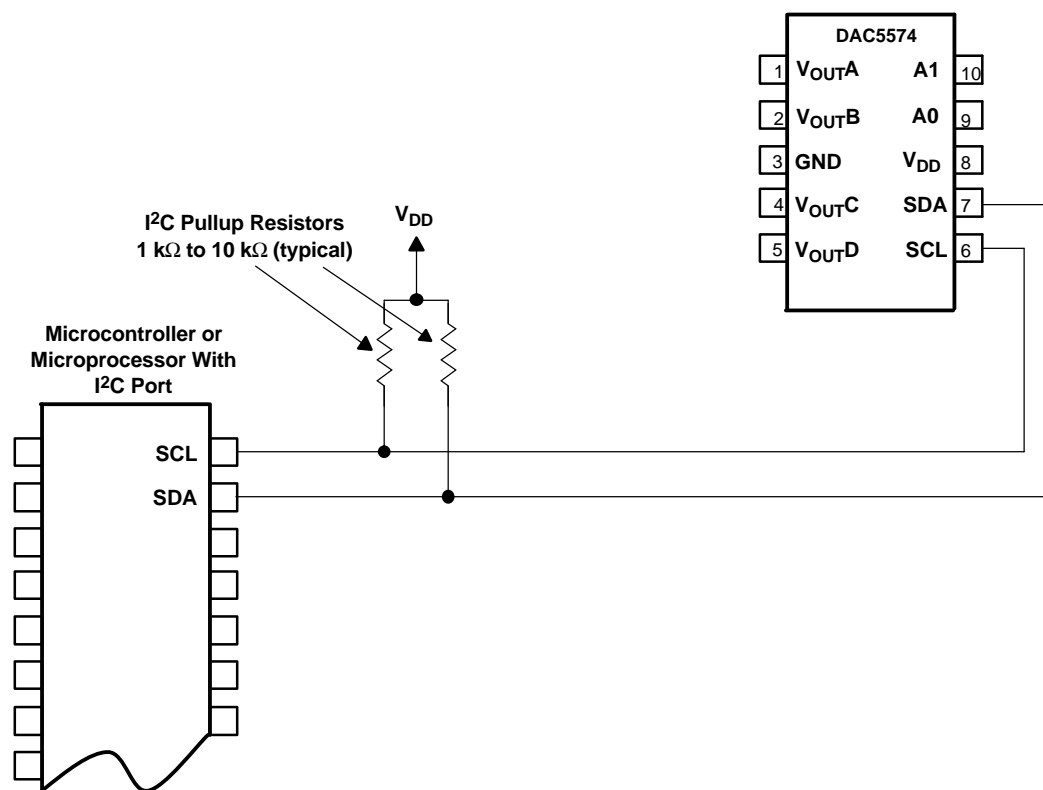 DAC5574
1 VOUTA A1 10
2 VOUTB A0 9
3 GND VDD 8
4 VOUTC SDA 7
5 VOUTD SCL 6
I²C Pullup Resistors
1 kΩ to 10 kΩ (typical)
VDD
Microcontroller or
Microprocessor With
I²C Port
SCL
SDA